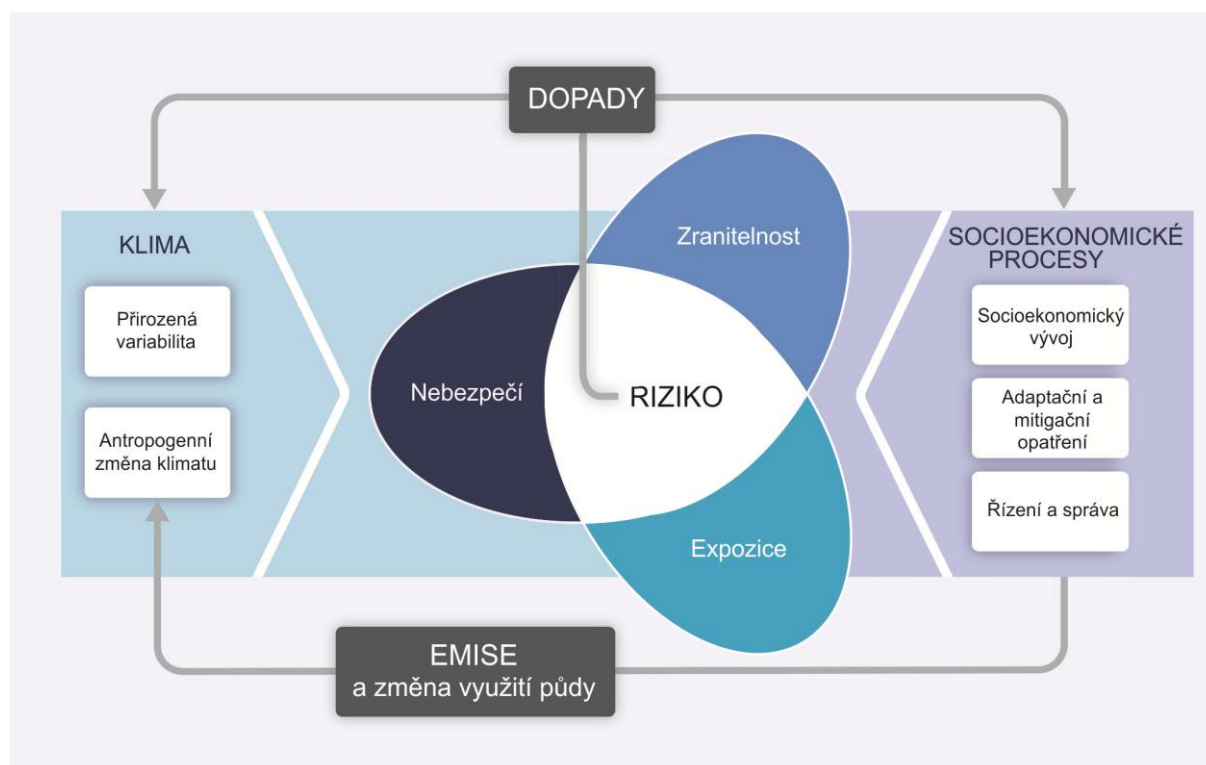 DOPADY
KLIMA
Přirozená
variabilita
Antropogenní
změna klimatu
Nebezpečí
Zranitelnost
RIZIKO
Expozice
SOCIOEKONOMICKÉ
PROCESY
Socioekonomický
vývoj
Adaptační a
mitigační
opatření
Řízení a správa
EMISE
a změna využití půdy